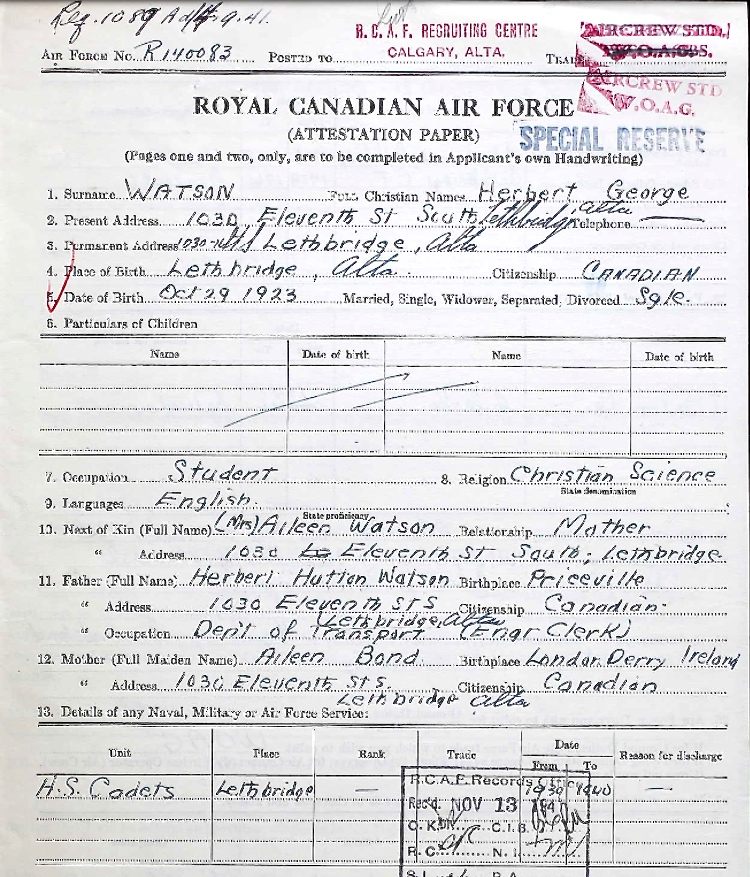 R.C.A.F. RECRUITING CENTRE
CALGARY, ALTA.
AIRCREW STD.
AIR FORCE NO. R140083 POSTED TO
AIRCREW STD
W.O.A.G.
ROYAL CANADIAN AIR FORCE
(ATTESTATION PAPER)
SPECIAL RESERVE
(Pages one and two, only, are to be completed in Applicant's own Handwriting)
1. Surname WATSON Full Christian Names Herbert George
2. Present Address 1030 Eleventh St South Lethbridge, Alta Telephone
3. Permanent Address 1030-11th S Lethbridge, Alta
4. Place of Birth Lethbridge, Alta. Citizenship CANADIAN
5. Date of Birth Oct 29 1923 Married, Single, Widower, Separated, Divorced Sgle.
6. Particulars of Children
Name Date of birth Name Date of birth
7. Occupation Student 8. Religion Christian Science
State denomination
9. Languages English.
State proficiency
10. Next of Kin (Full Name) (Mrs) Aileen Watson Relationship Mother
" Address 1030 Eleventh St South, Lethbridge
11. Father (Full Name) Herbert Hutton Watson Birthplace Priceville
" Address 1030 Eleventh St S Citizenship Canadian
Lethbridge, Alta
" Occupation Dep't of Transport (Engr Clerk)
12. Mother (Full Maiden Name) Aileen Bond Birthplace London Derry Ireland
" Address 1030 Eleventh St S. Citizenship Canadian
Lethbridge Alta
13. Details of any Naval, Military or Air Force Service:
Unit Place Rank Trade Date Reason for discharge
From To
H.S. Cadets Lethbridge — 1939 1940 —
R.C.A.F. Records Office
Rec'd. NOV 13 194
O.K. C.I.B.
R.C. N.